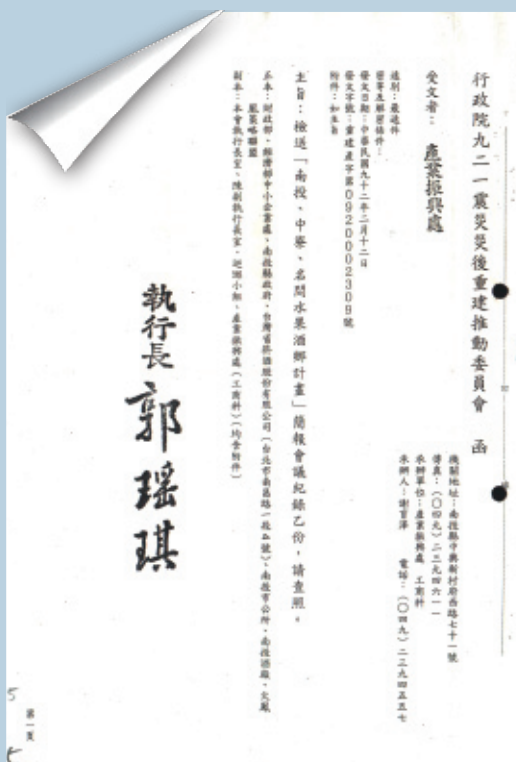 行政院九二一震災災後重建推動委員會　函
機關地址：南投縣中興新村府西路七十一號
傳真：（○四九）二三九四六一一
承辦單位：產業振興處　工商科
承辦人：謝育澤　電話：（○四九）二三九四五五七
受文者：產業振興處
速別：最速件
密等及解密條件：
發文日期：中華民國九十二年二月十二日
發文字號：重建產字第0920002309號
附件：如主旨
主旨：檢送「南投、中寮、名間水果酒鄉計畫」簡報會議紀錄乙份，請查照。
正本：財政部、經濟部中小企業處、南投縣政府、台灣省菸酒股份有限公司（台北市南昌路一段四號）、南投市公所、南投酒廠、火鳳
凰策略聯盟
副本：本會執行長室、陳副執行長室、巡迴小組、產業振興處（工商科）（均含附件）
執行長 郭瑶琪
第一頁
5